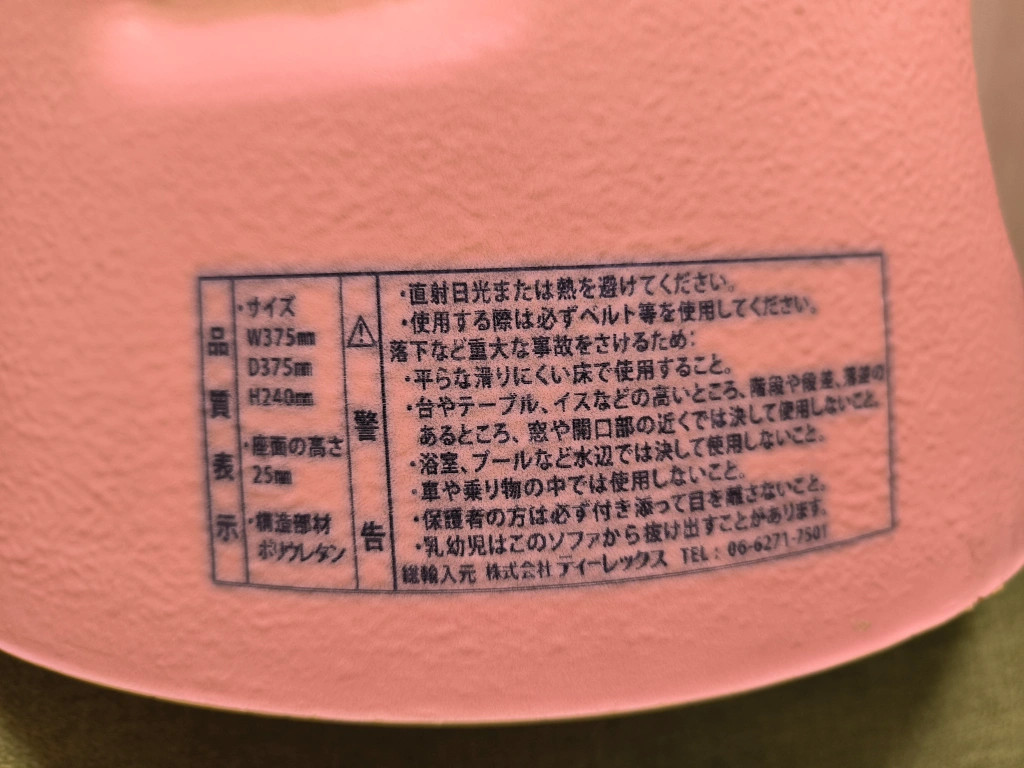 品質表示
・サイズ
W375mm
D375mm
H240mm
・座面の高さ
25mm
・構造部材
ポリウレタン
⚠警告
・直射日光または熱を避けてください。
・使用する際は必ずベルト等を使用してください。
落下など重大な事故をさけるため:
・平らな滑りにくい床で使用すること。
・台やテーブル、イスなどの高いところ、階段や段差、落差の
あるところ、窓や開口部の近くでは決して使用しないこと。
・浴室、プールなど水辺では決して使用しないこと。
・車や乗り物の中では使用しないこと。
・保護者の方は必ず付き添って目を離さないこと。
・乳幼児はこのソファから抜け出すことがあります。
総輸入元 株式会社 ティーレックス TEL : 06-6271-7501